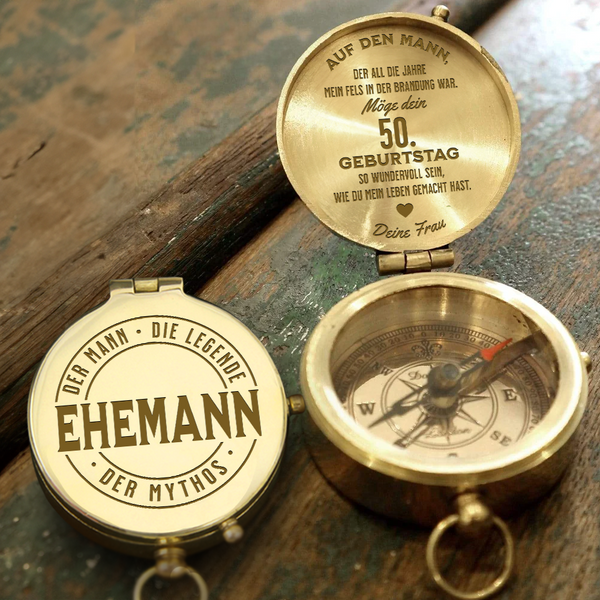 AUF DEN MANN,
DER ALL DIE JAHRE
MEIN FELS IN DER BRANDUNG WAR.
Möge dein
50.
GEBURTSTAG
SO WUNDERVOLL SEIN,
WIE DU MEIN LEBEN GEMACHT HAST.
Deine Frau
DER MANN • DIE LEGENDE
EHEMANN
• DER MYTHOS •
W
E
SE